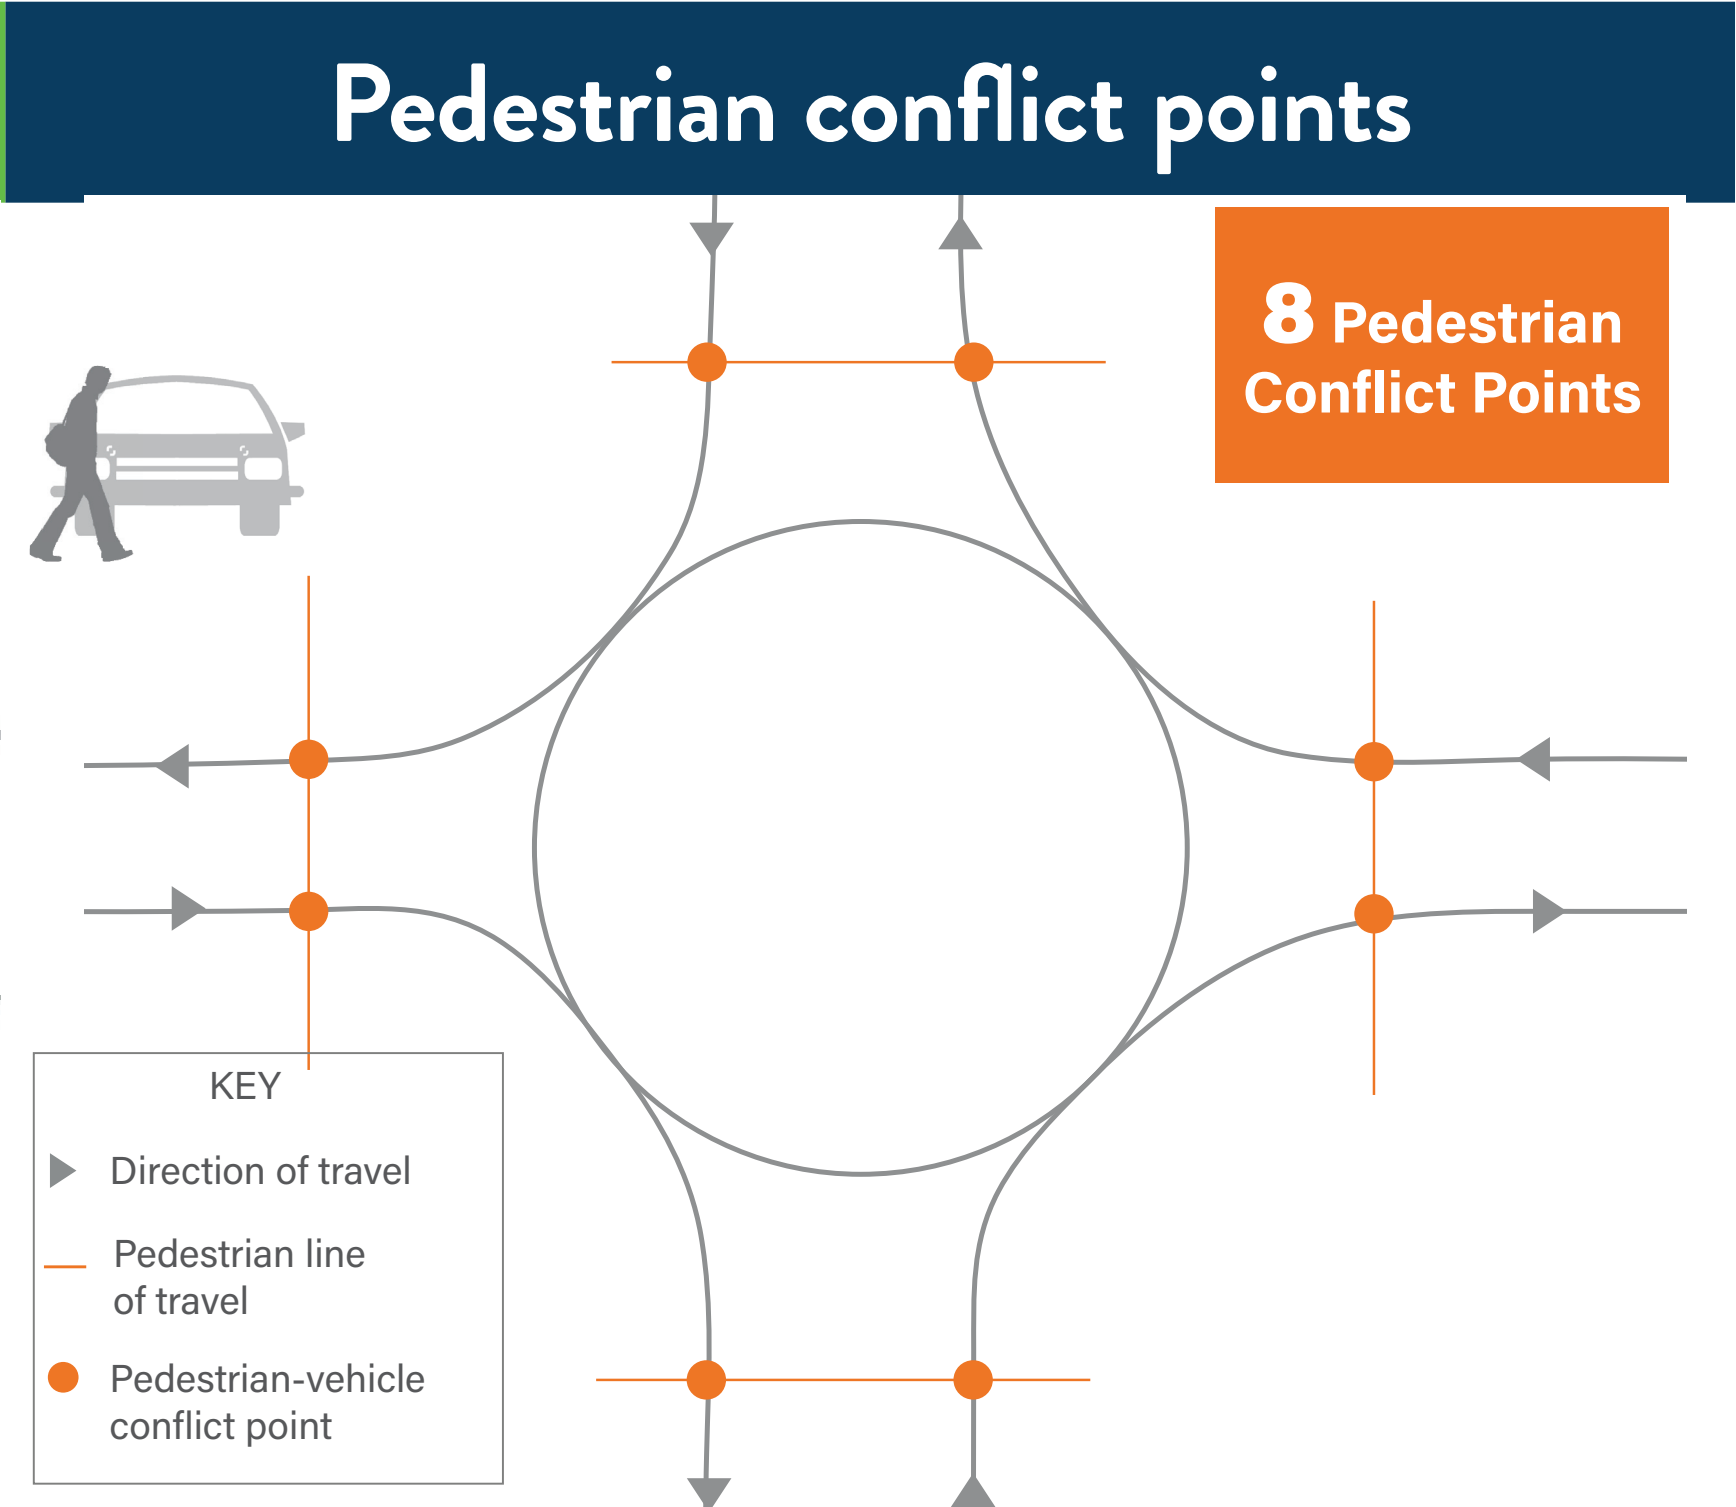 Pedestrian conflict points
8 Pedestrian
Conflict Points
KEY
Direction of travel
Pedestrian line
of travel
Pedestrian-vehicle
conflict point